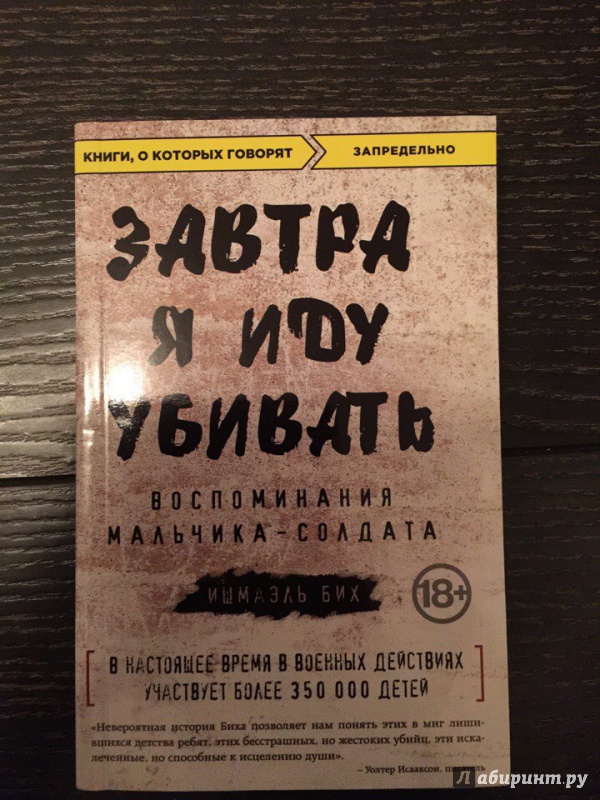 КНИГИ, О КОТОРЫХ ГОВОРЯТ
ЗАПРЕДЕЛЬНО
ЗАВТРА
Я ИДУ
УБИВАТЬ
ВОСПОМИНАНИЯ
МАЛЬЧИКА-СОЛДАТА
ИШМАЭЛЬ БИХ
18+
В НАСТОЯЩЕЕ ВРЕМЯ В ВОЕННЫХ ДЕЙСТВИЯХ
УЧАСТВУЕТ БОЛЕЕ 350 000 ДЕТЕЙ
«Невероятная история Биха позволяет нам понять этих в миг лиши-
вшихся детства ребят, этих бесстрашных, но жестоких убийц, эти иска-
леченные, но способные к исцелению души».
– Уолтер Исааксон, писатель
Лабиринт.ру